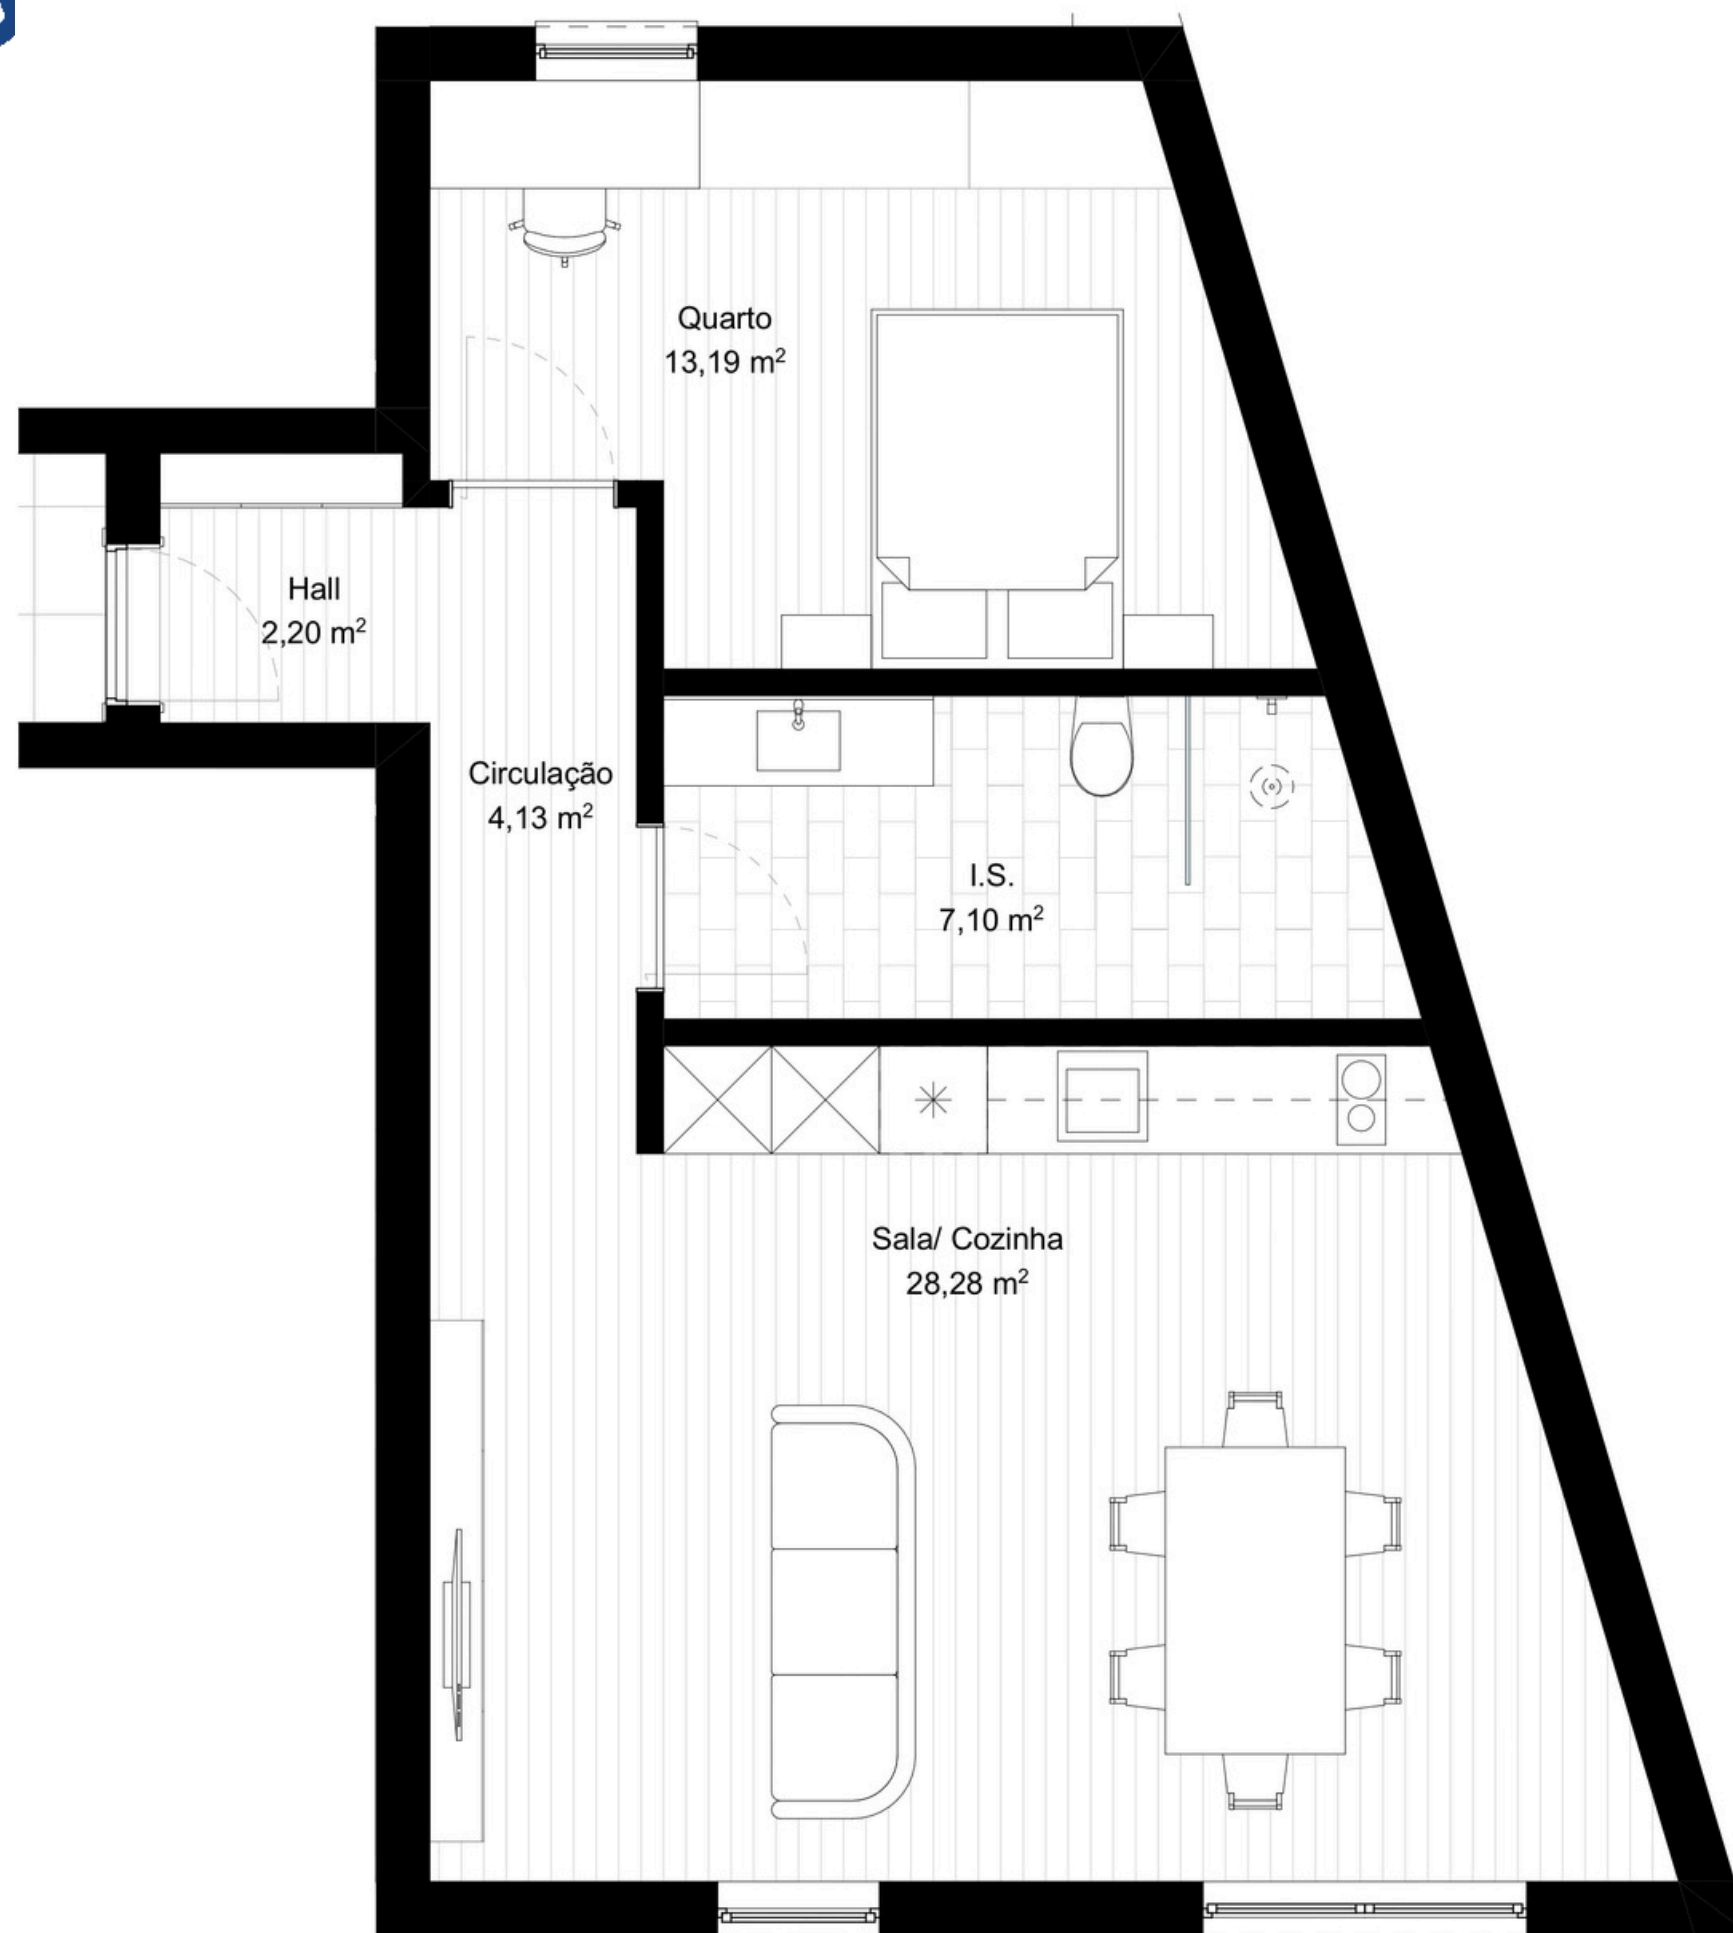 Quarto
13,19 m²
Hall
2,20 m²
Circulação
4,13 m²
I.S.
7,10 m²
Sala/ Cozinha
28,28 m²